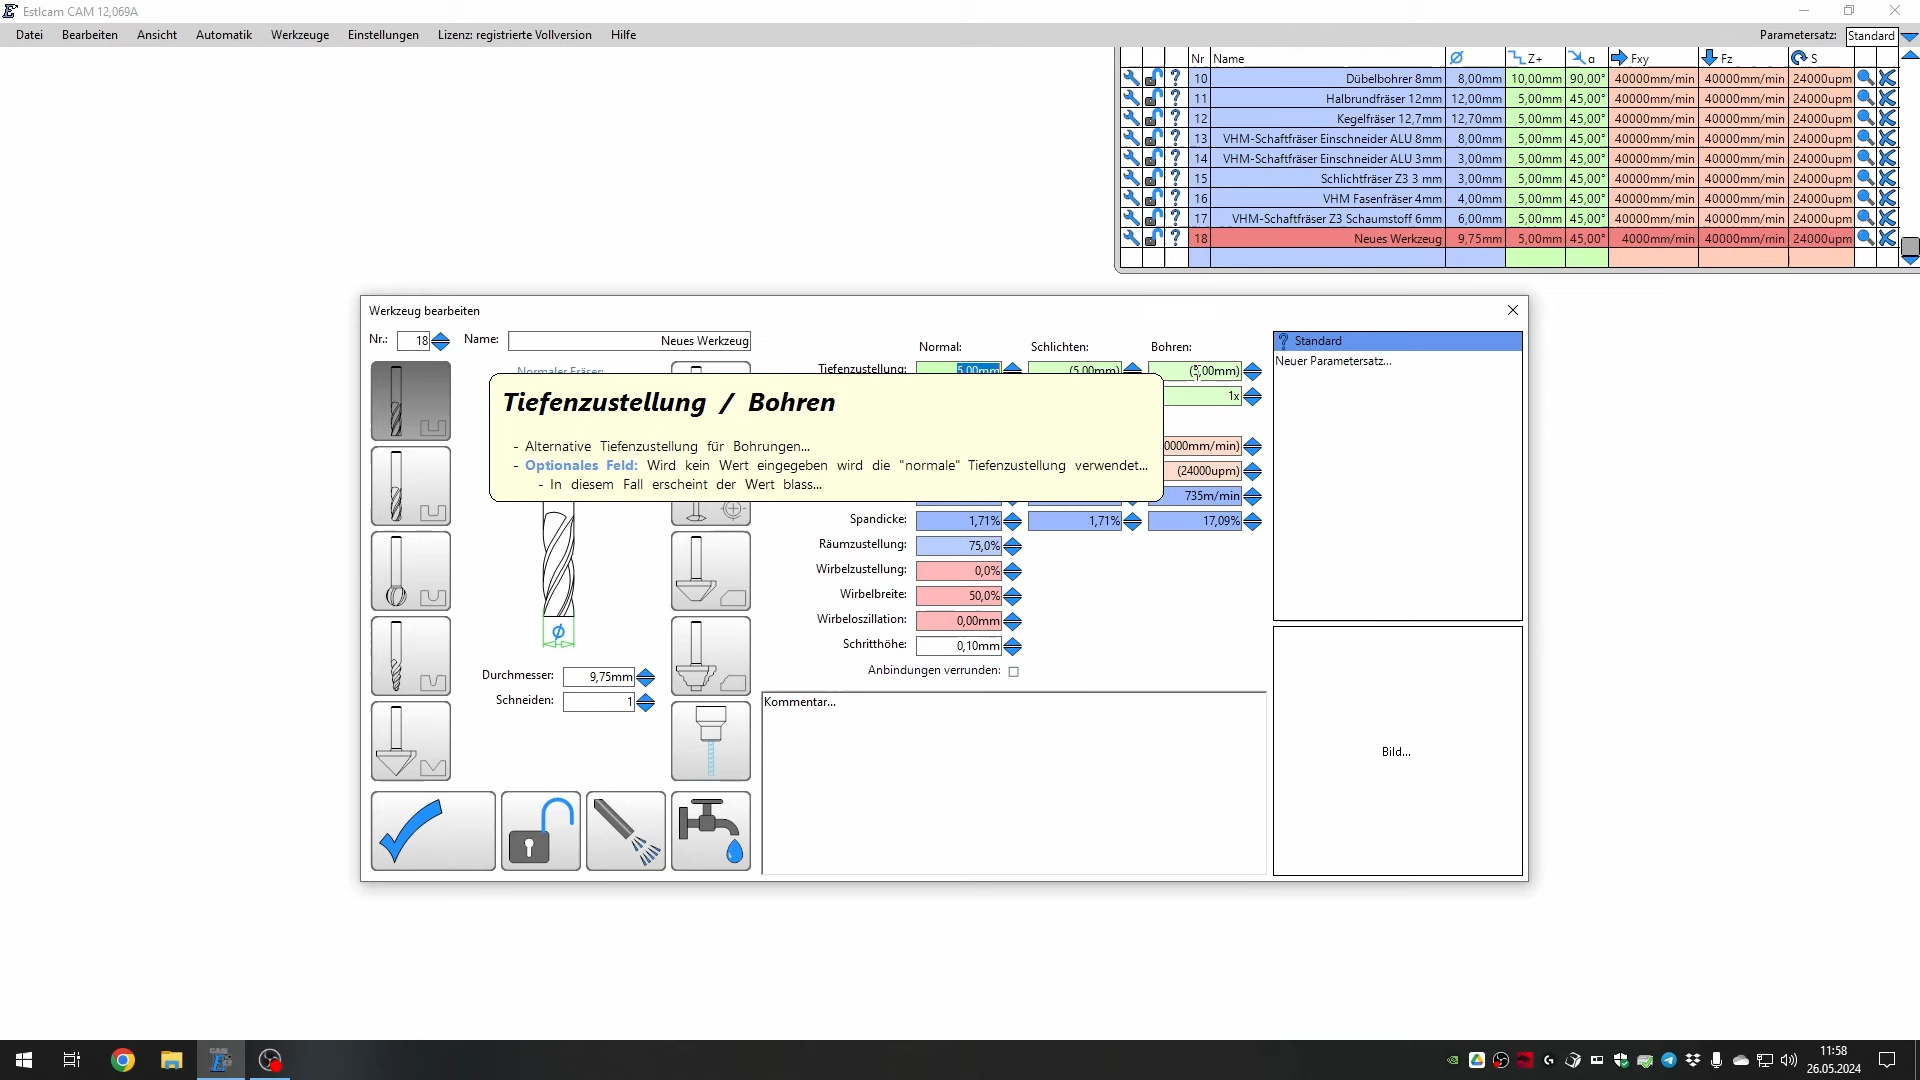 Estlcam CAM 12,069A
Datei Bearbeiten Ansicht Automatik Werkzeuge Einstellungen Lizenz: registrierte Vollversion Hilfe Parametersatz: Standard
Nr Name Ø Z+ α Fxy Fz S
10 Dübelbohrer 8mm 8,00mm 10,00mm 90,00° 40000mm/min 40000mm/min 24000upm
11 Halbrundfräser 12mm 12,00mm 5,00mm 45,00° 40000mm/min 40000mm/min 24000upm
12 Kegelfräser 12,7mm 12,70mm 5,00mm 45,00° 40000mm/min 40000mm/min 24000upm
13 VHM-Schaftfräser Einschneider ALU 8mm 8,00mm 5,00mm 45,00° 40000mm/min 40000mm/min 24000upm
14 VHM-Schaftfräser Einschneider ALU 3mm 3,00mm 5,00mm 45,00° 40000mm/min 40000mm/min 24000upm
15 Schlichtfräser Z3 3 mm 3,00mm 5,00mm 45,00° 40000mm/min 40000mm/min 24000upm
16 VHM Fasenfräser 4mm 4,00mm 5,00mm 45,00° 40000mm/min 40000mm/min 24000upm
17 VHM-Schaftfräser Z3 Schaumstoff 6mm 6,00mm 5,00mm 45,00° 40000mm/min 40000mm/min 24000upm
18 Neues Werkzeug 9,75mm 5,00mm 45,00° 4000mm/min 40000mm/min 24000upm
Werkzeug bearbeiten
Nr.: 18 Name: Neues Werkzeug
Normal: Schlichten: Bohren:
Standard
Neuer Parametersatz...
Normaler Fräser:
Tiefenzustellung: 5,00mm (5,00mm) (5,00mm)
1x
Tiefenzustellung / Bohren
- Alternative Tiefenzustellung für Bohrungen...
- Optionales Feld: Wird kein Wert eingegeben wird die "normale" Tiefenzustellung verwendet...
- In diesem Fall erscheint der Wert blass...
0000mm/min)
(24000upm)
735m/min
Spandicke: 1,71% 1,71% 17,09%
Räumzustellung: 75,0%
Wirbelzustellung: 0,0%
Wirbelbreite: 50,0%
Wirbeloszillation: 0,00mm
Schritthöhe: 0,10mm
Anbindungen verrunden:
Ø
Durchmesser: 9,75mm
Schneiden: 1
Kommentar...
Bild...
11:58
26.05.2024